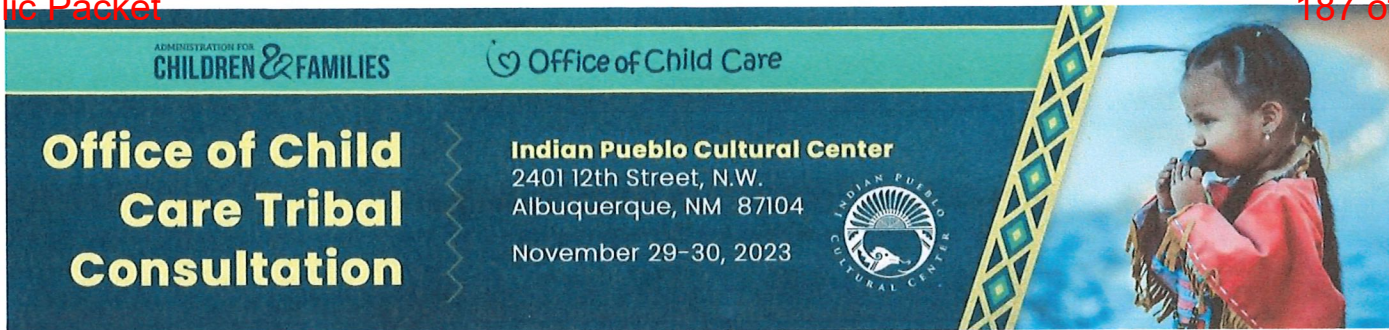 lic Packet
187 o
ADMINISTRATION FOR
CHILDREN & FAMILIES
Office of Child Care
Office of Child
Care Tribal
Consultation
Indian Pueblo Cultural Center
2401 12th Street, N.W.
Albuquerque, NM 87104
November 29-30, 2023
INDIAN PUEBLO
CULTURAL CENTER